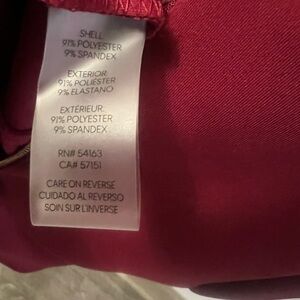 SHELL
91% POLYESTER
9% SPANDEX
EXTERIOR
91% POLIÉSTER
9% ELASTANO
EXTÉRIEUR
91% POLYESTER
9% SPANDEX
RN# 54163
CA# 57151
CARE ON REVERSE
CUIDADO AL REVERSO
SOIN SUR L'INVERSE